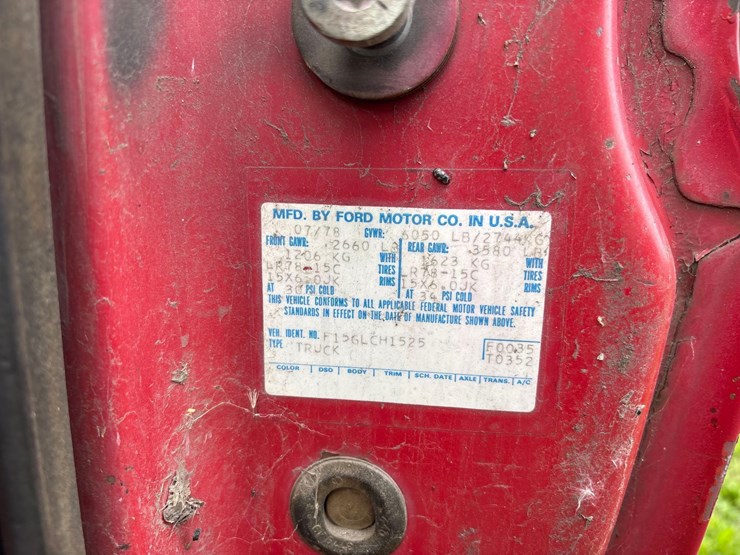 MFD. BY FORD MOTOR CO. IN U.S.A.
07/78 GVWR: 6050 LB/2744KG
FRONT GAWR: 2660 LB REAR GAWR: 3580 LB
1206 KG WITH 1623 KG WITH
LR78-15C TIRES LR78-15C TIRES
15X6.0JK RIMS 15X6.0JK RIMS
AT 30 PSI COLD AT 34 PSI COLD
THIS VEHICLE CONFORMS TO ALL APPLICABLE FEDERAL MOTOR VEHICLE SAFETY
STANDARDS IN EFFECT ON THE DATE OF MANUFACTURE SHOWN ABOVE.
VEH. IDENT. NO. F15GLCH1525 F0035
TYPE TRUCK T0352
COLOR DSO BODY TRIM SCH. DATE AXLE TRANS. A/C